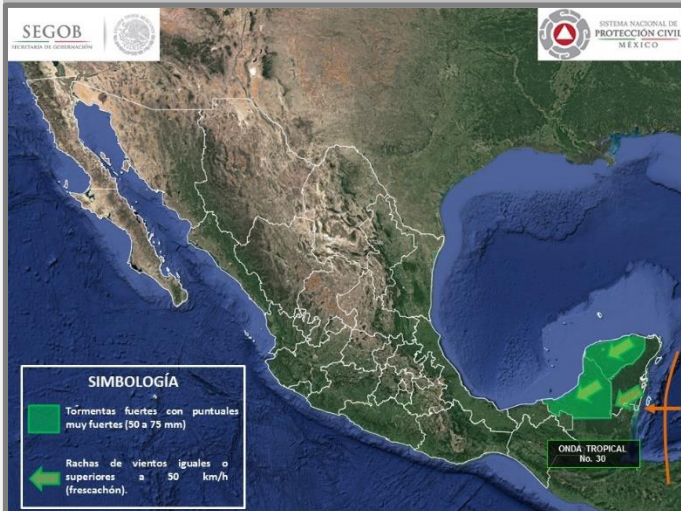 SEGOB
SECRETARÍA DE GOBERNACIÓN
SISTEMA NACIONAL DE
PROTECCIÓN CIVIL
MÉXICO
SIMBOLOGÍA
Tormentas fuertes con puntuales
muy fuertes (50 a 75 mm)
Rachas de vientos iguales o
superiores a 50 km/h
(frescachón).
ONDA TROPICAL
No. 30